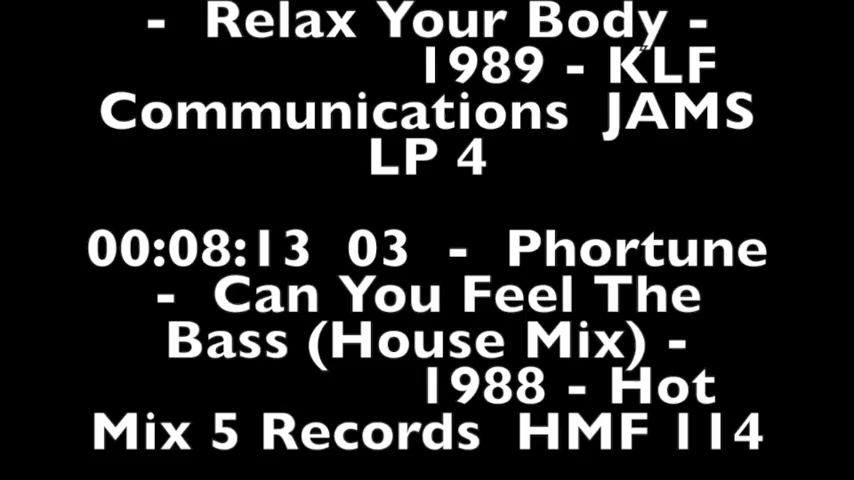 - Relax Your Body -
1989 - KLF
Communications JAMS
LP 4
00:08:13 03 - Phortune
- Can You Feel The
Bass (House Mix) -
1988 - Hot
Mix 5 Records HMF 114